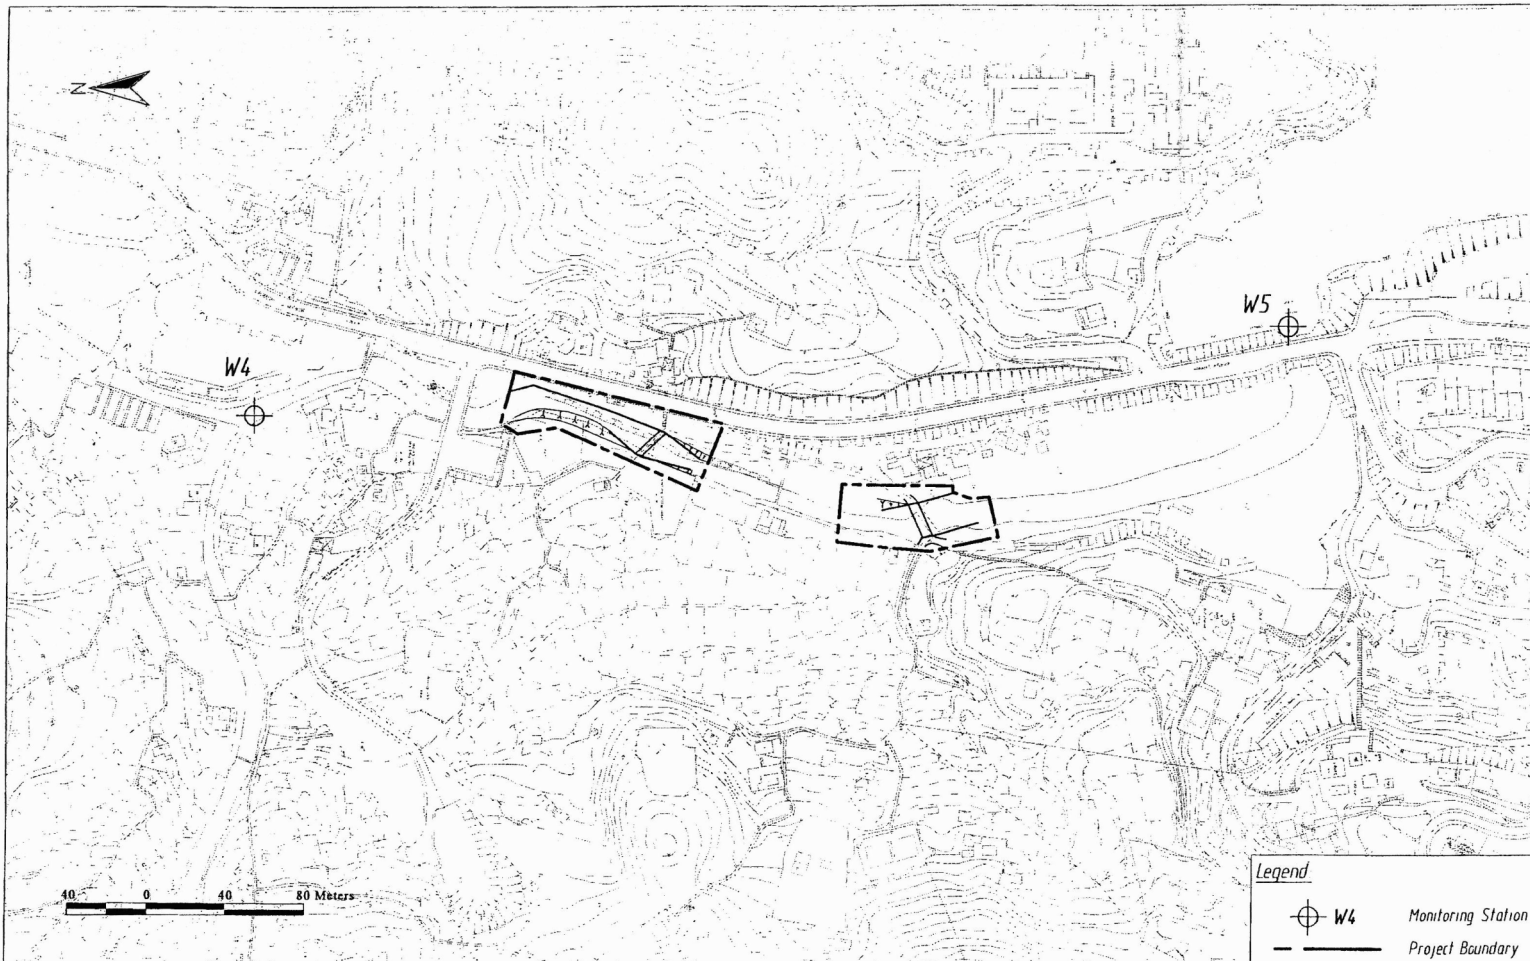 Z
W5
W4
40 0 40 80 Meters
Legend
W4 Monitoring Station
Project Boundary